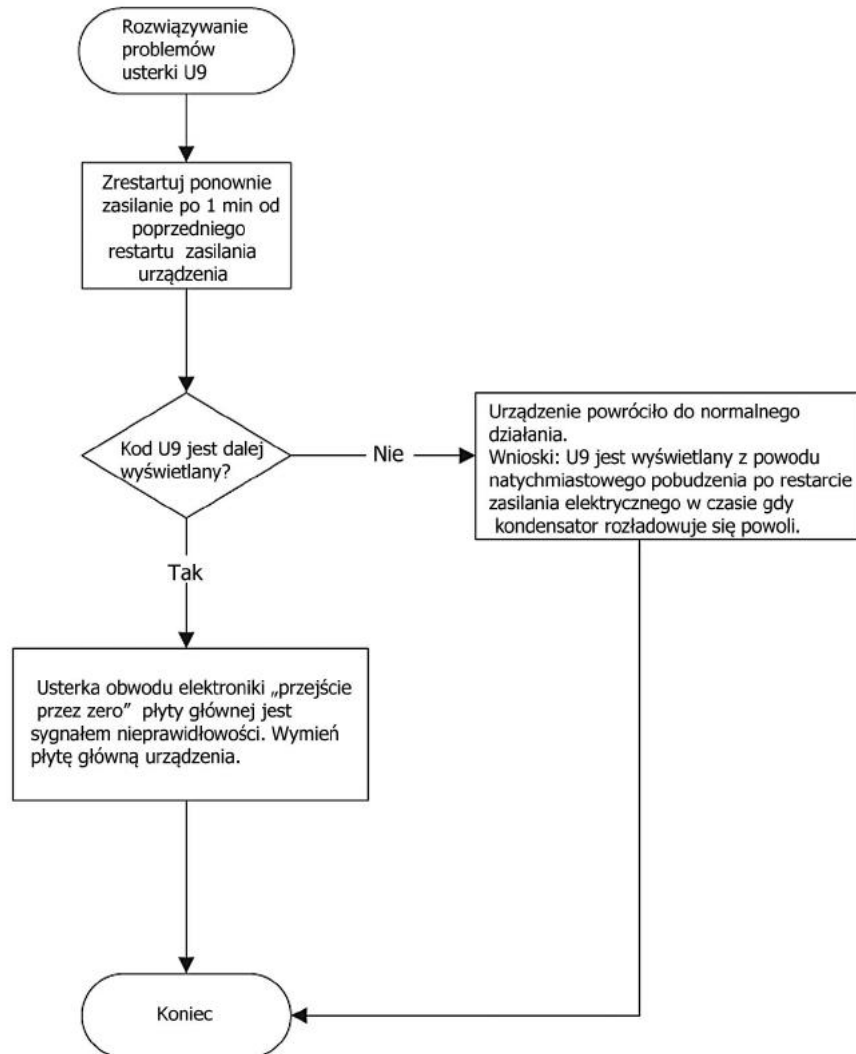 Rozwiązywanie
problemów
usterki U9
Zrestartuj ponownie
zasilanie po 1 min od
poprzedniego
restartu zasilania
urządzenia
Kod U9 jest dalej
wyświetlany?
Nie
Urządzenie powróciło do normalnego
działania.
Wnioski: U9 jest wyświetlany z powodu
natychmiastowego pobudzenia po restarcie
zasilania elektrycznego w czasie gdy
kondensator rozładowuje się powoli.
Tak
Usterka obwodu elektroniki „przejście
przez zero” płyty głównej jest
sygnałem nieprawidłowości. Wymień
płytę główną urządzenia.
Koniec